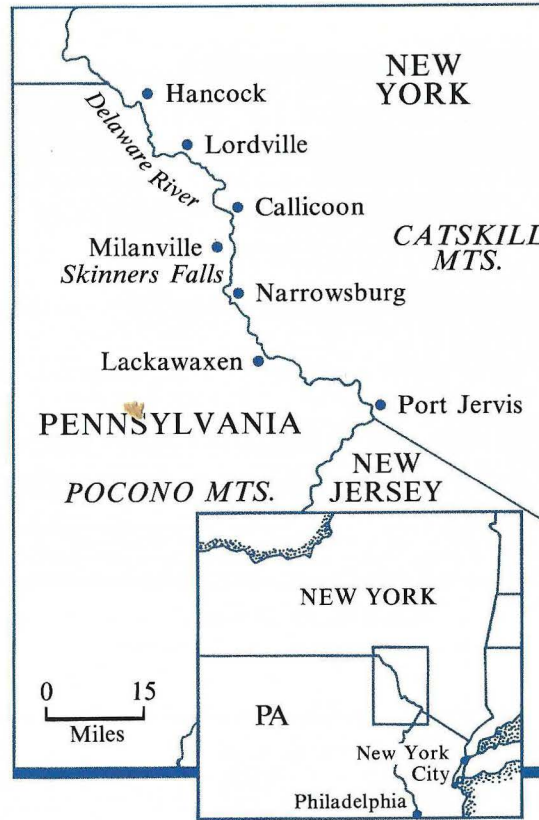 NEW
YORK
Hancock
Delaware River
Lordville
Callicoon
CATSKILL
MTS.
Milanville
Skinners Falls
Narrowsburg
Lackawaxen
Port Jervis
PENNSYLVANIA
POCONO MTS.
NEW
JERSEY
NEW YORK
0 15
Miles
PA
New York
City
Philadelphia